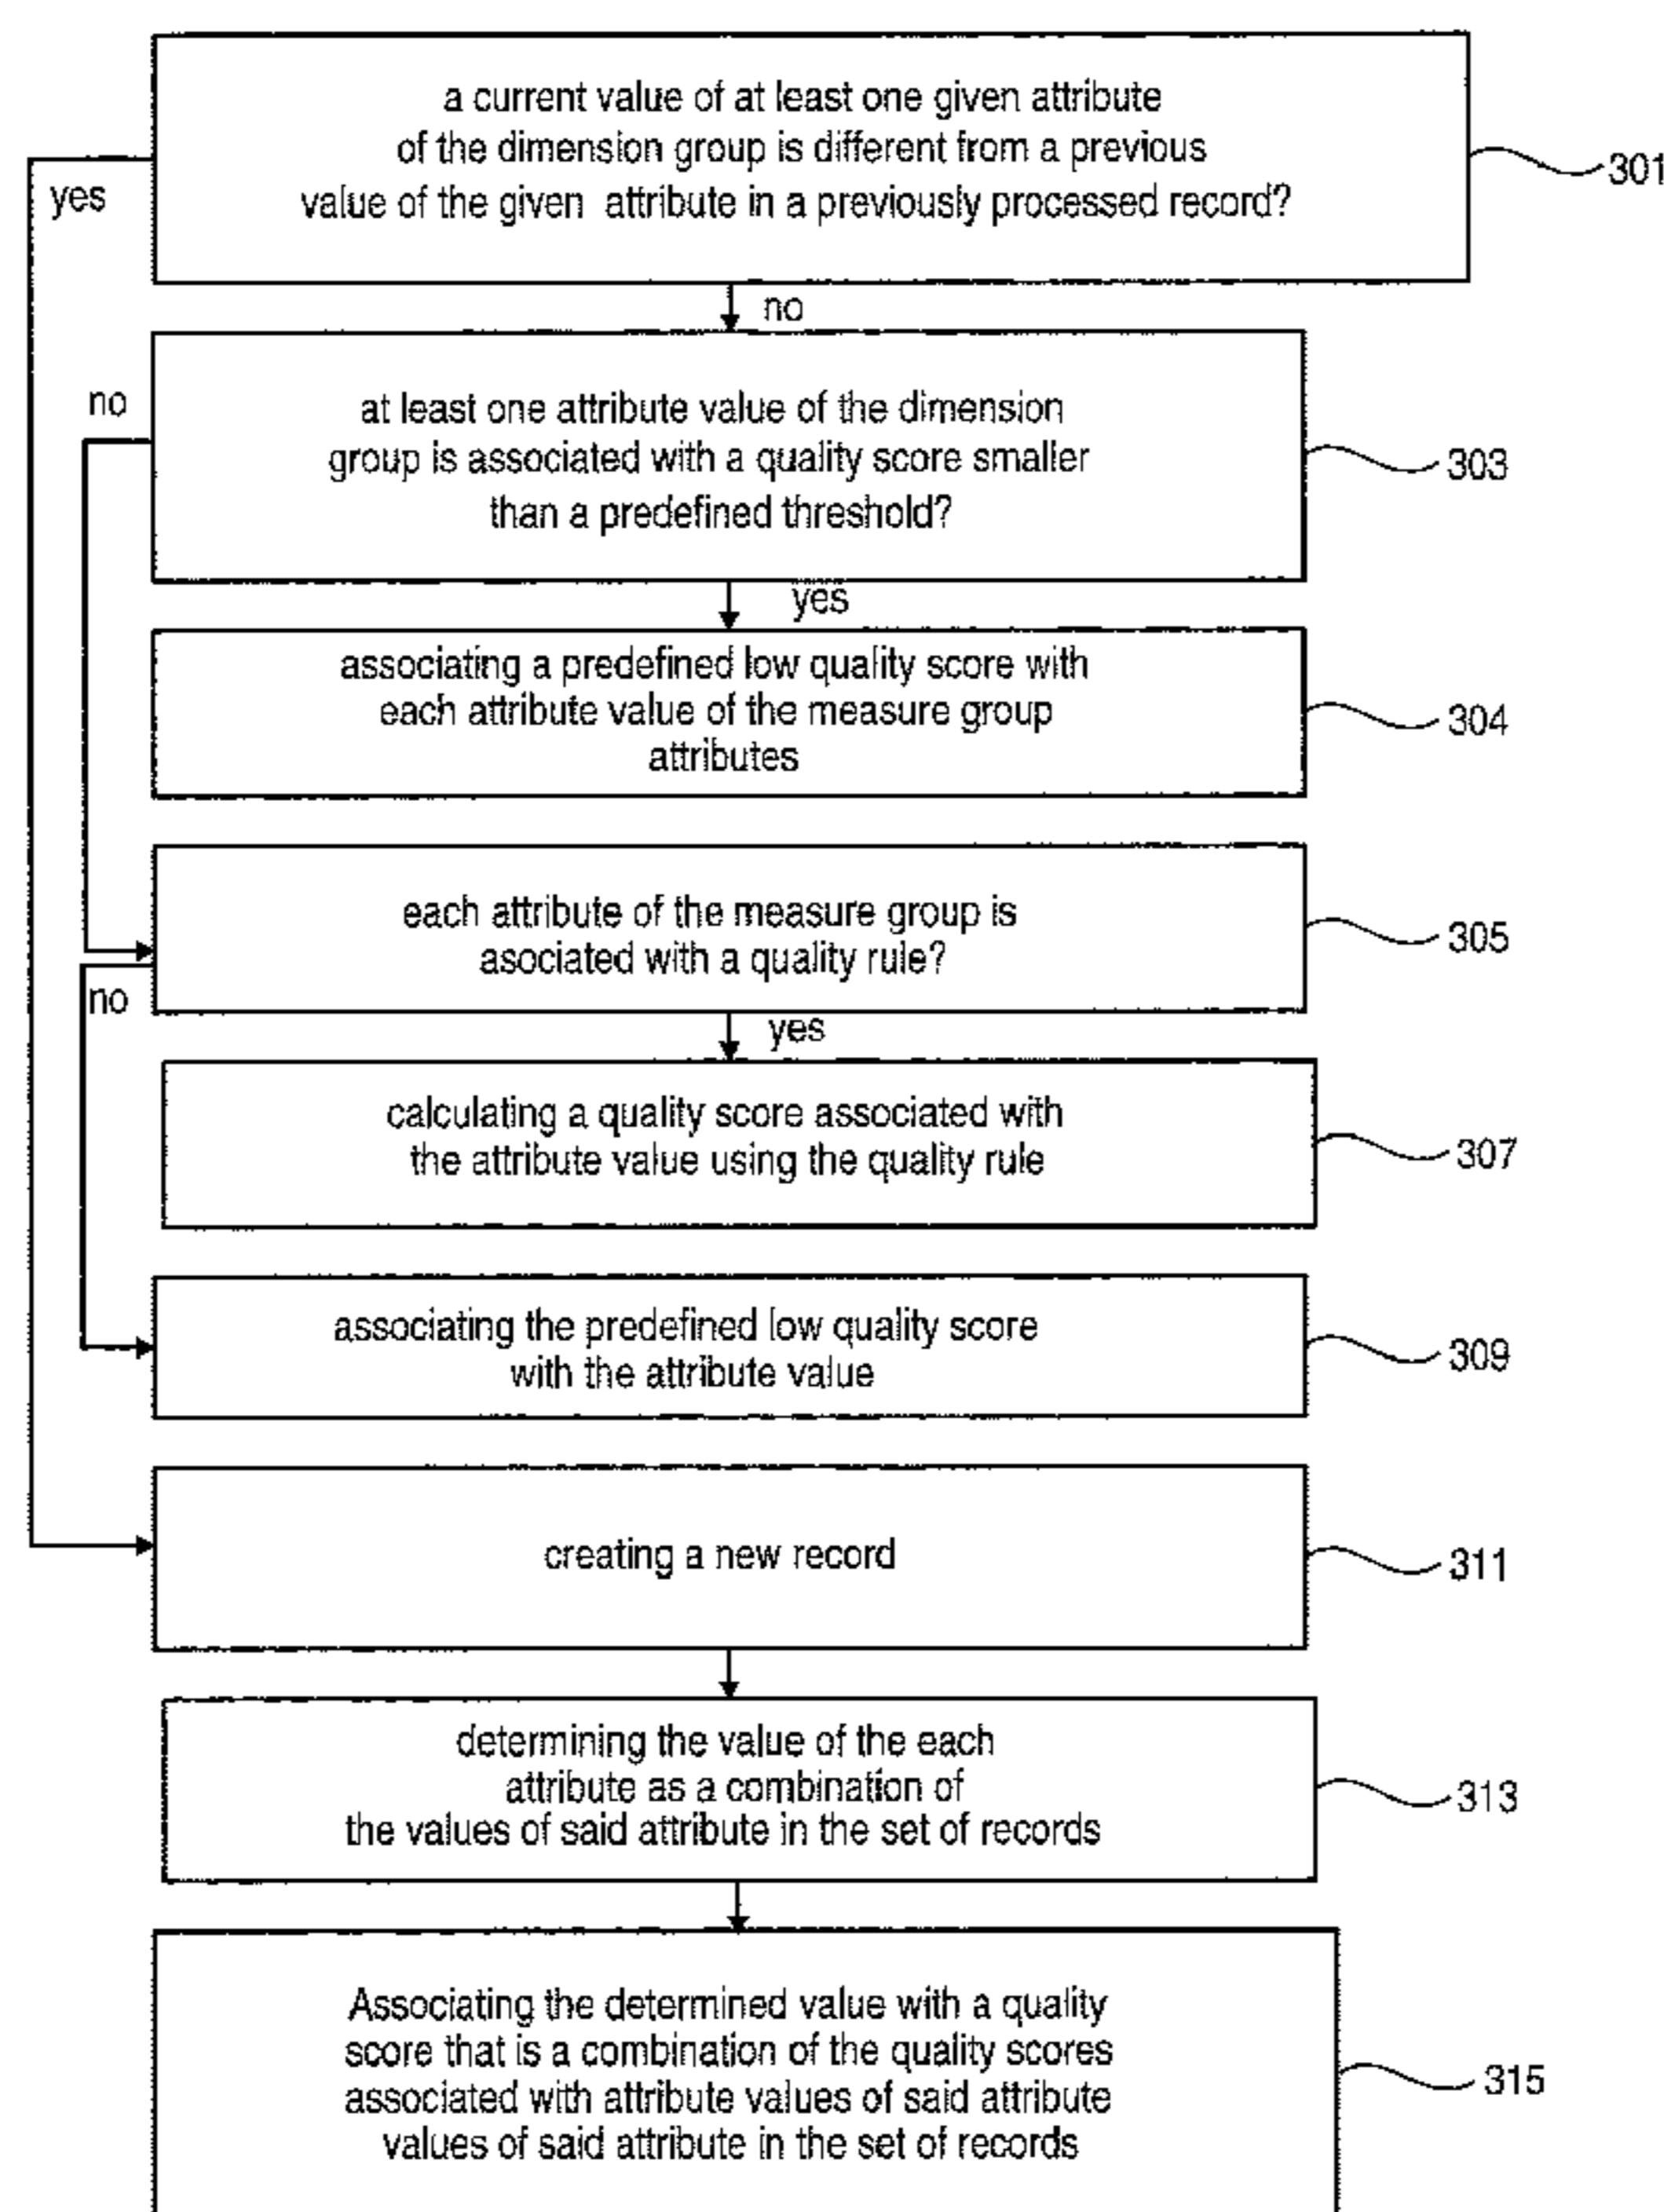 a current value of at least one given attribute
of the dimension group is different from a previous
value of the given attribute in a previously processed record?
301
yes
no
at least one attribute value of the dimension
group is associated with a quality score smaller
than a predefined threshold?
303
no
yes
associating a predefined low quality score with
each attribute value of the measure group
attributes
304
each attribute of the measure group is
asociated with a quality rule?
305
no
yes
calculating a quality score associated with
the attribute value using the quality rule
307
associating the predefined low quality score
with the attribute value
309
creating a new record
311
determining the value of the each
attribute as a combination of
the values of said attribute in the set of records
313
Associating the determined value with a quality
score that is a combination of the quality scores
associated with attribute values of said attribute
values of said attribute in the set of records
315